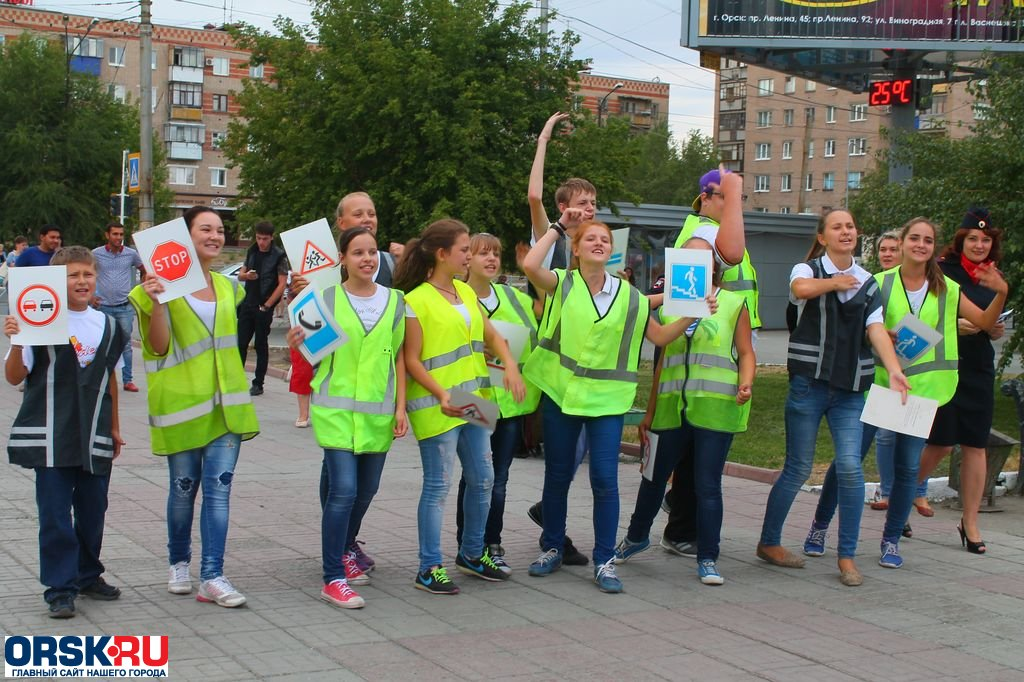 г. Орск: пр. Ленина, 45; пр. Ленина, 92; ул. Виноградная, 7
25°C
STOP
ORSK.RU
ГЛАВНЫЙ САЙТ НАШЕГО ГОРОДА